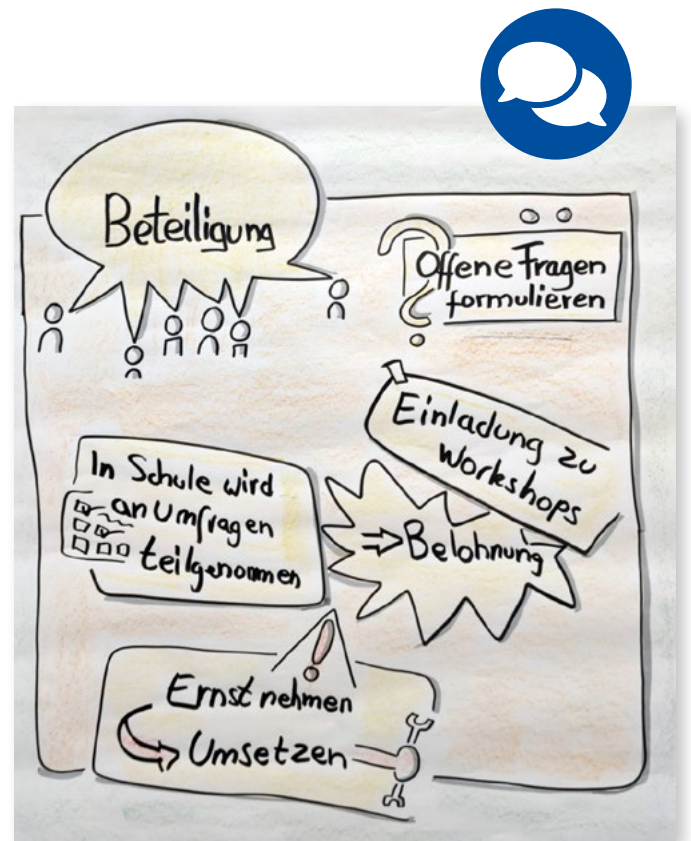 Beteiligung
Offene Fragen
formulieren
Einladung zu
Workshops
In Schule wird
an Umfragen
teilgenommen
⇒ Belohnung
!
Ernst nehmen
Umsetzen